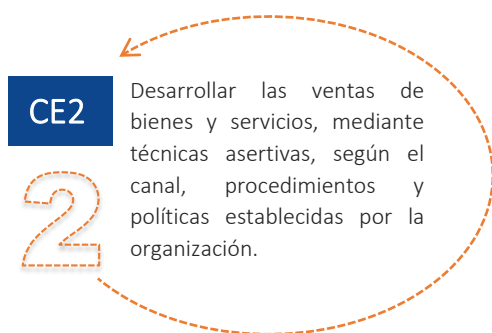 CE2
2
Desarrollar las ventas de
bienes y servicios, mediante
técnicas asertivas, según el
canal, procedimientos y
políticas establecidas por la
organización.